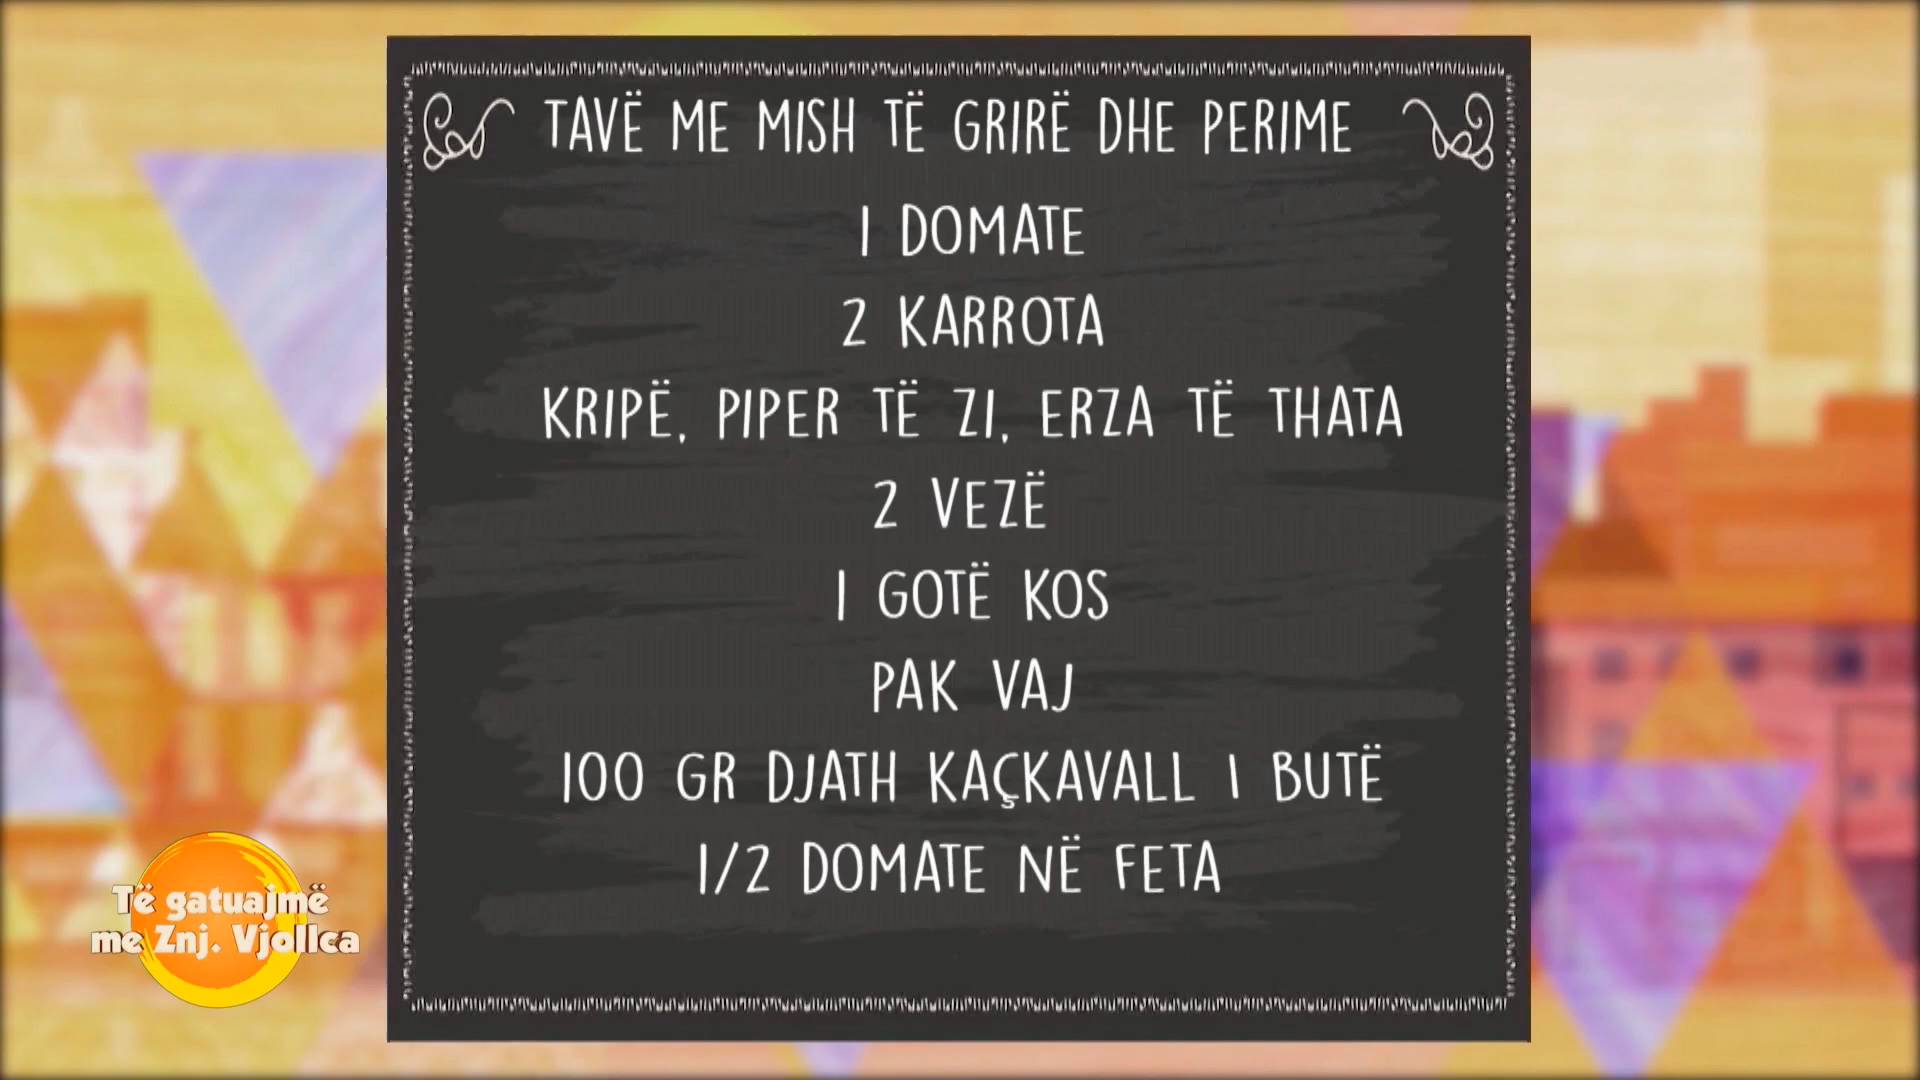 TAVË ME MISH TË GRIRË DHE PERIME
1 DOMATE
2 KARROTA
KRIPË, PIPER TË ZI, ERZA TË THATA
2 VEZË
1 GOTË KOS
PAK VAJ
100 GR DJATH KAÇKAVALL I BUTË
1/2 DOMATE NË FETA
Të gatuajmë
me Znj. Vjollca